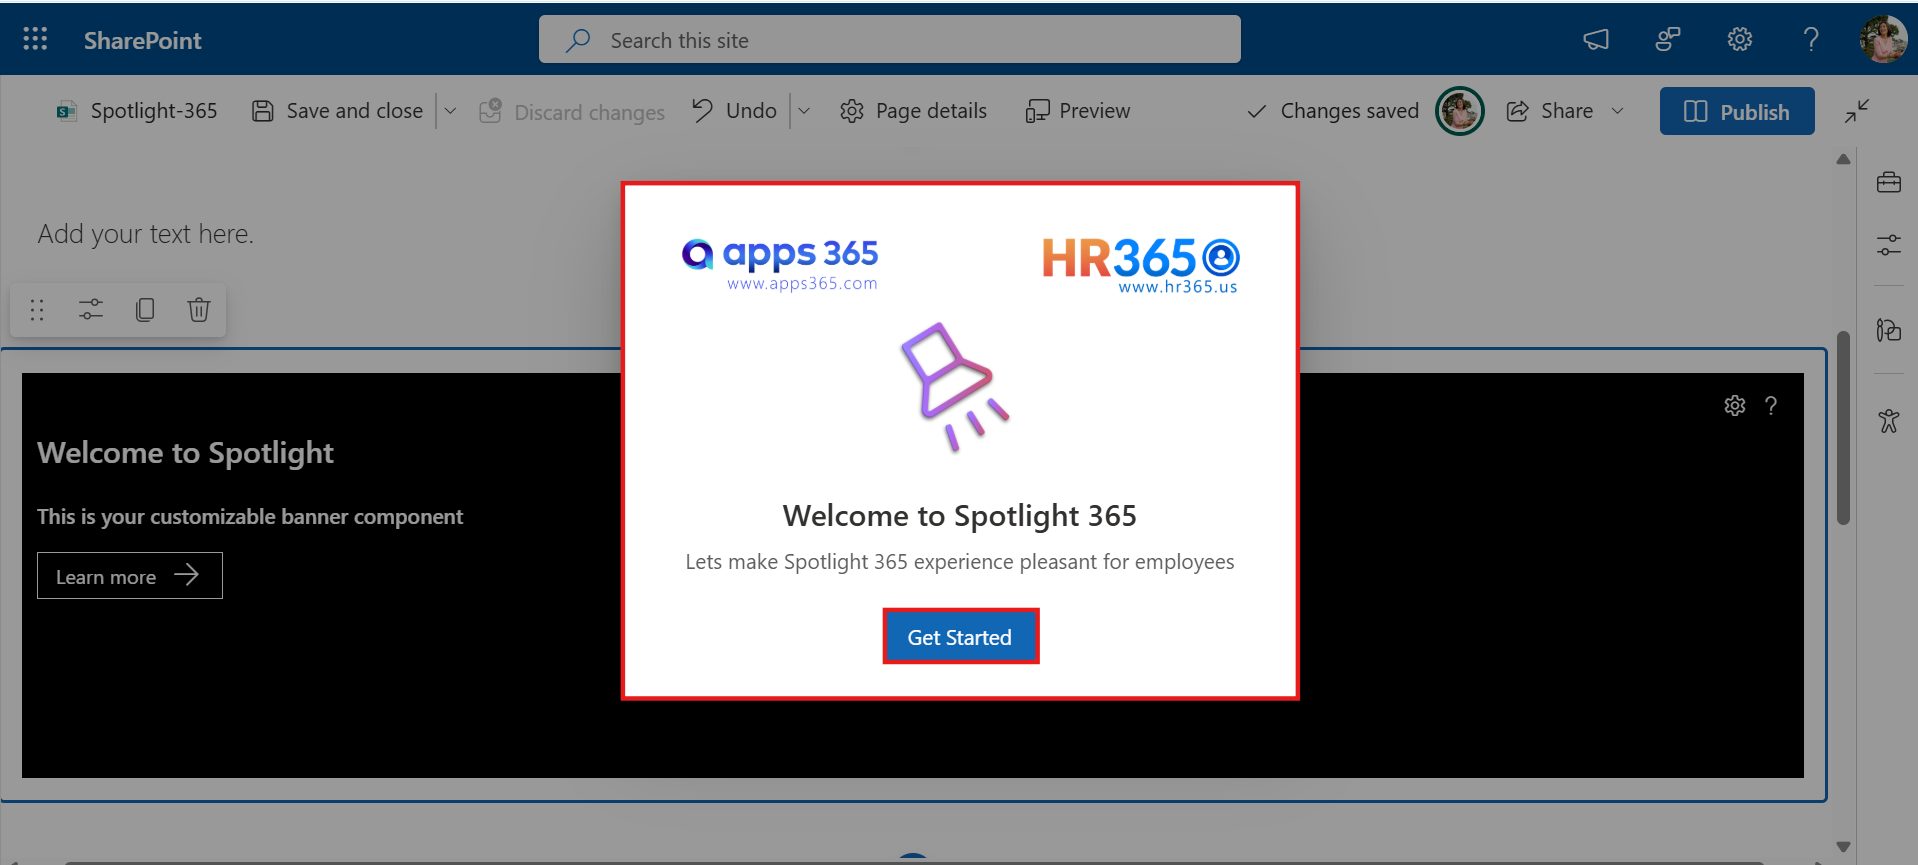 SharePoint
Search this site
Spotlight-365
Save and close
Discard changes
Undo
Page details
Preview
Changes saved
Share
Publish
Add your text here.
apps 365
www.apps365.com
HR365
www.hr365.us
Welcome to Spotlight
This is your customizable banner component
Learn more
Welcome to Spotlight 365
Lets make Spotlight 365 experience pleasant for employees
Get Started